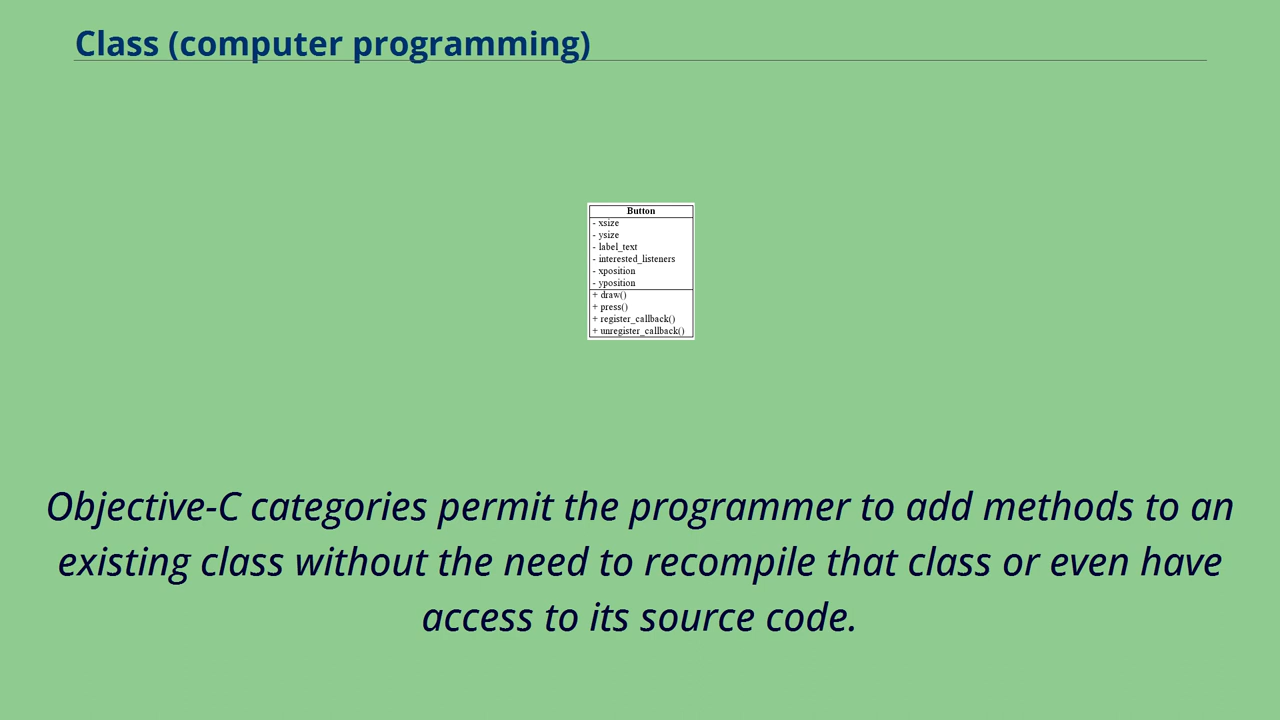 Class (computer programming)
Button
- xsize
- ysize
- label_text
- interested_listeners
- xposition
- yposition
+ draw()
+ press()
+ register_callback()
+ unregister_callback()
Objective-C categories permit the programmer to add methods to an
existing class without the need to recompile that class or even have
access to its source code.